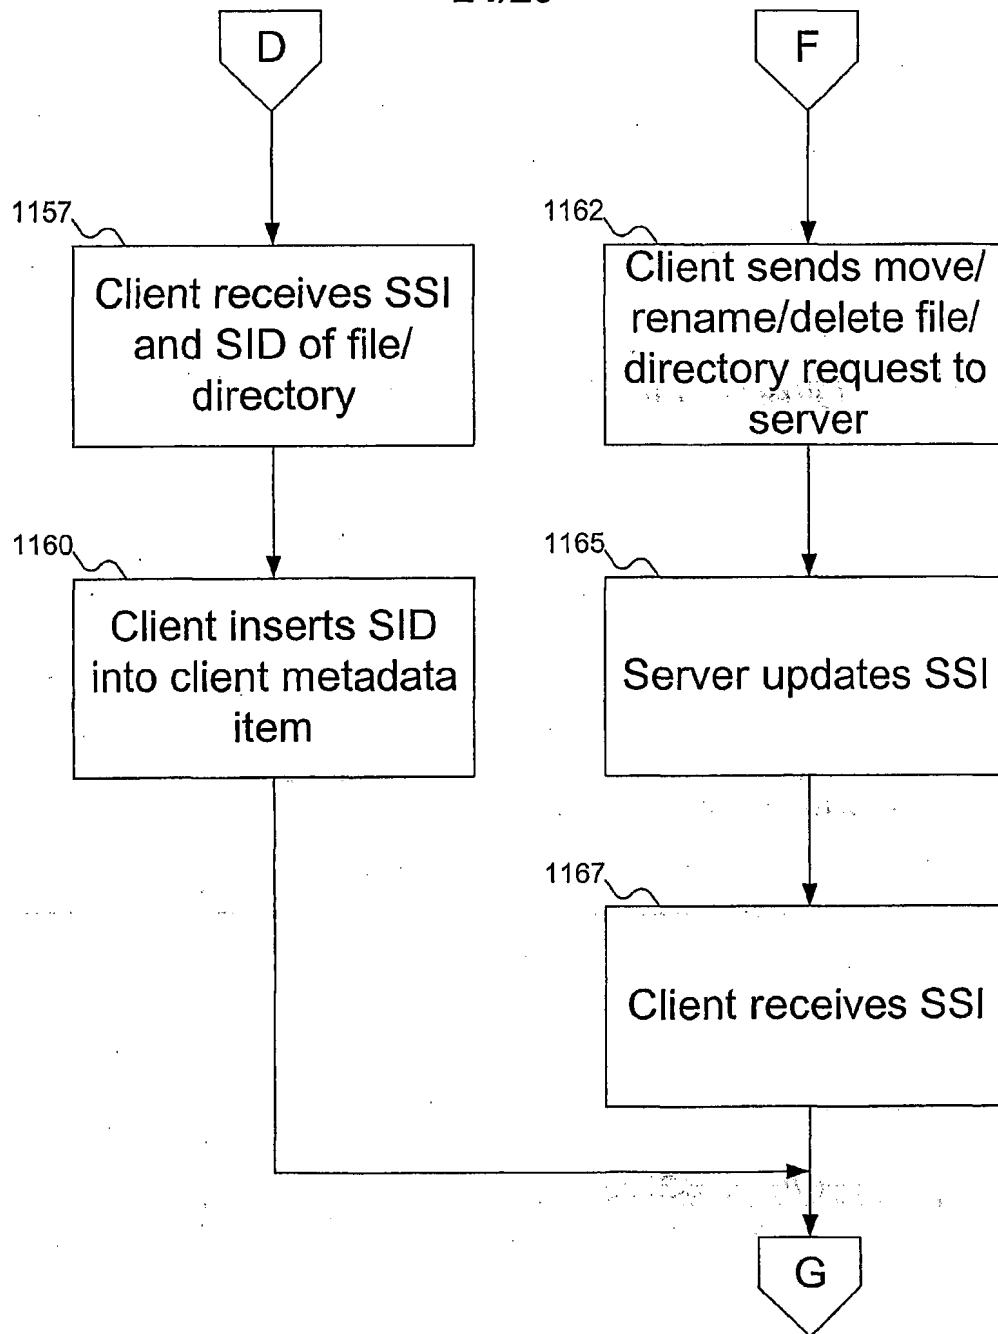 D
F
1157
Client receives SSI
and SID of file/
directory
1162
Client sends move/
rename/delete file/
directory request to
server
1160
Client inserts SID
into client metadata
item
1165
Server updates SSI
1167
Client receives SSI
G